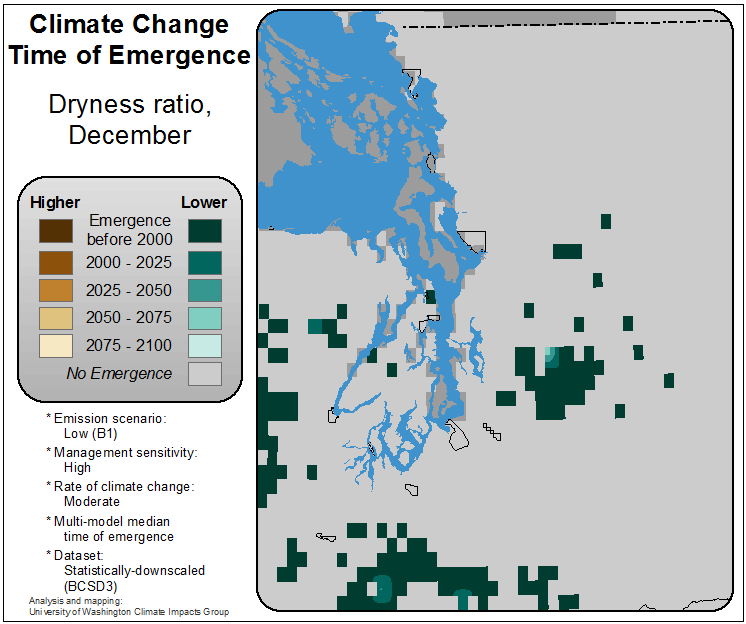 Climate Change
Time of Emergence
Dryness ratio,
December
Higher Lower
Emergence
before 2000
2000 - 2025
2025 - 2050
2050 - 2075
2075 - 2100
No Emergence
* Emission scenario:
Low (B1)
* Management sensitivity:
High
* Rate of climate change:
Moderate
* Multi-model median
time of emergence
* Dataset:
Statistically-downscaled
(BCSD3)
Analysis and mapping:
University of Washington Climate Impacts Group